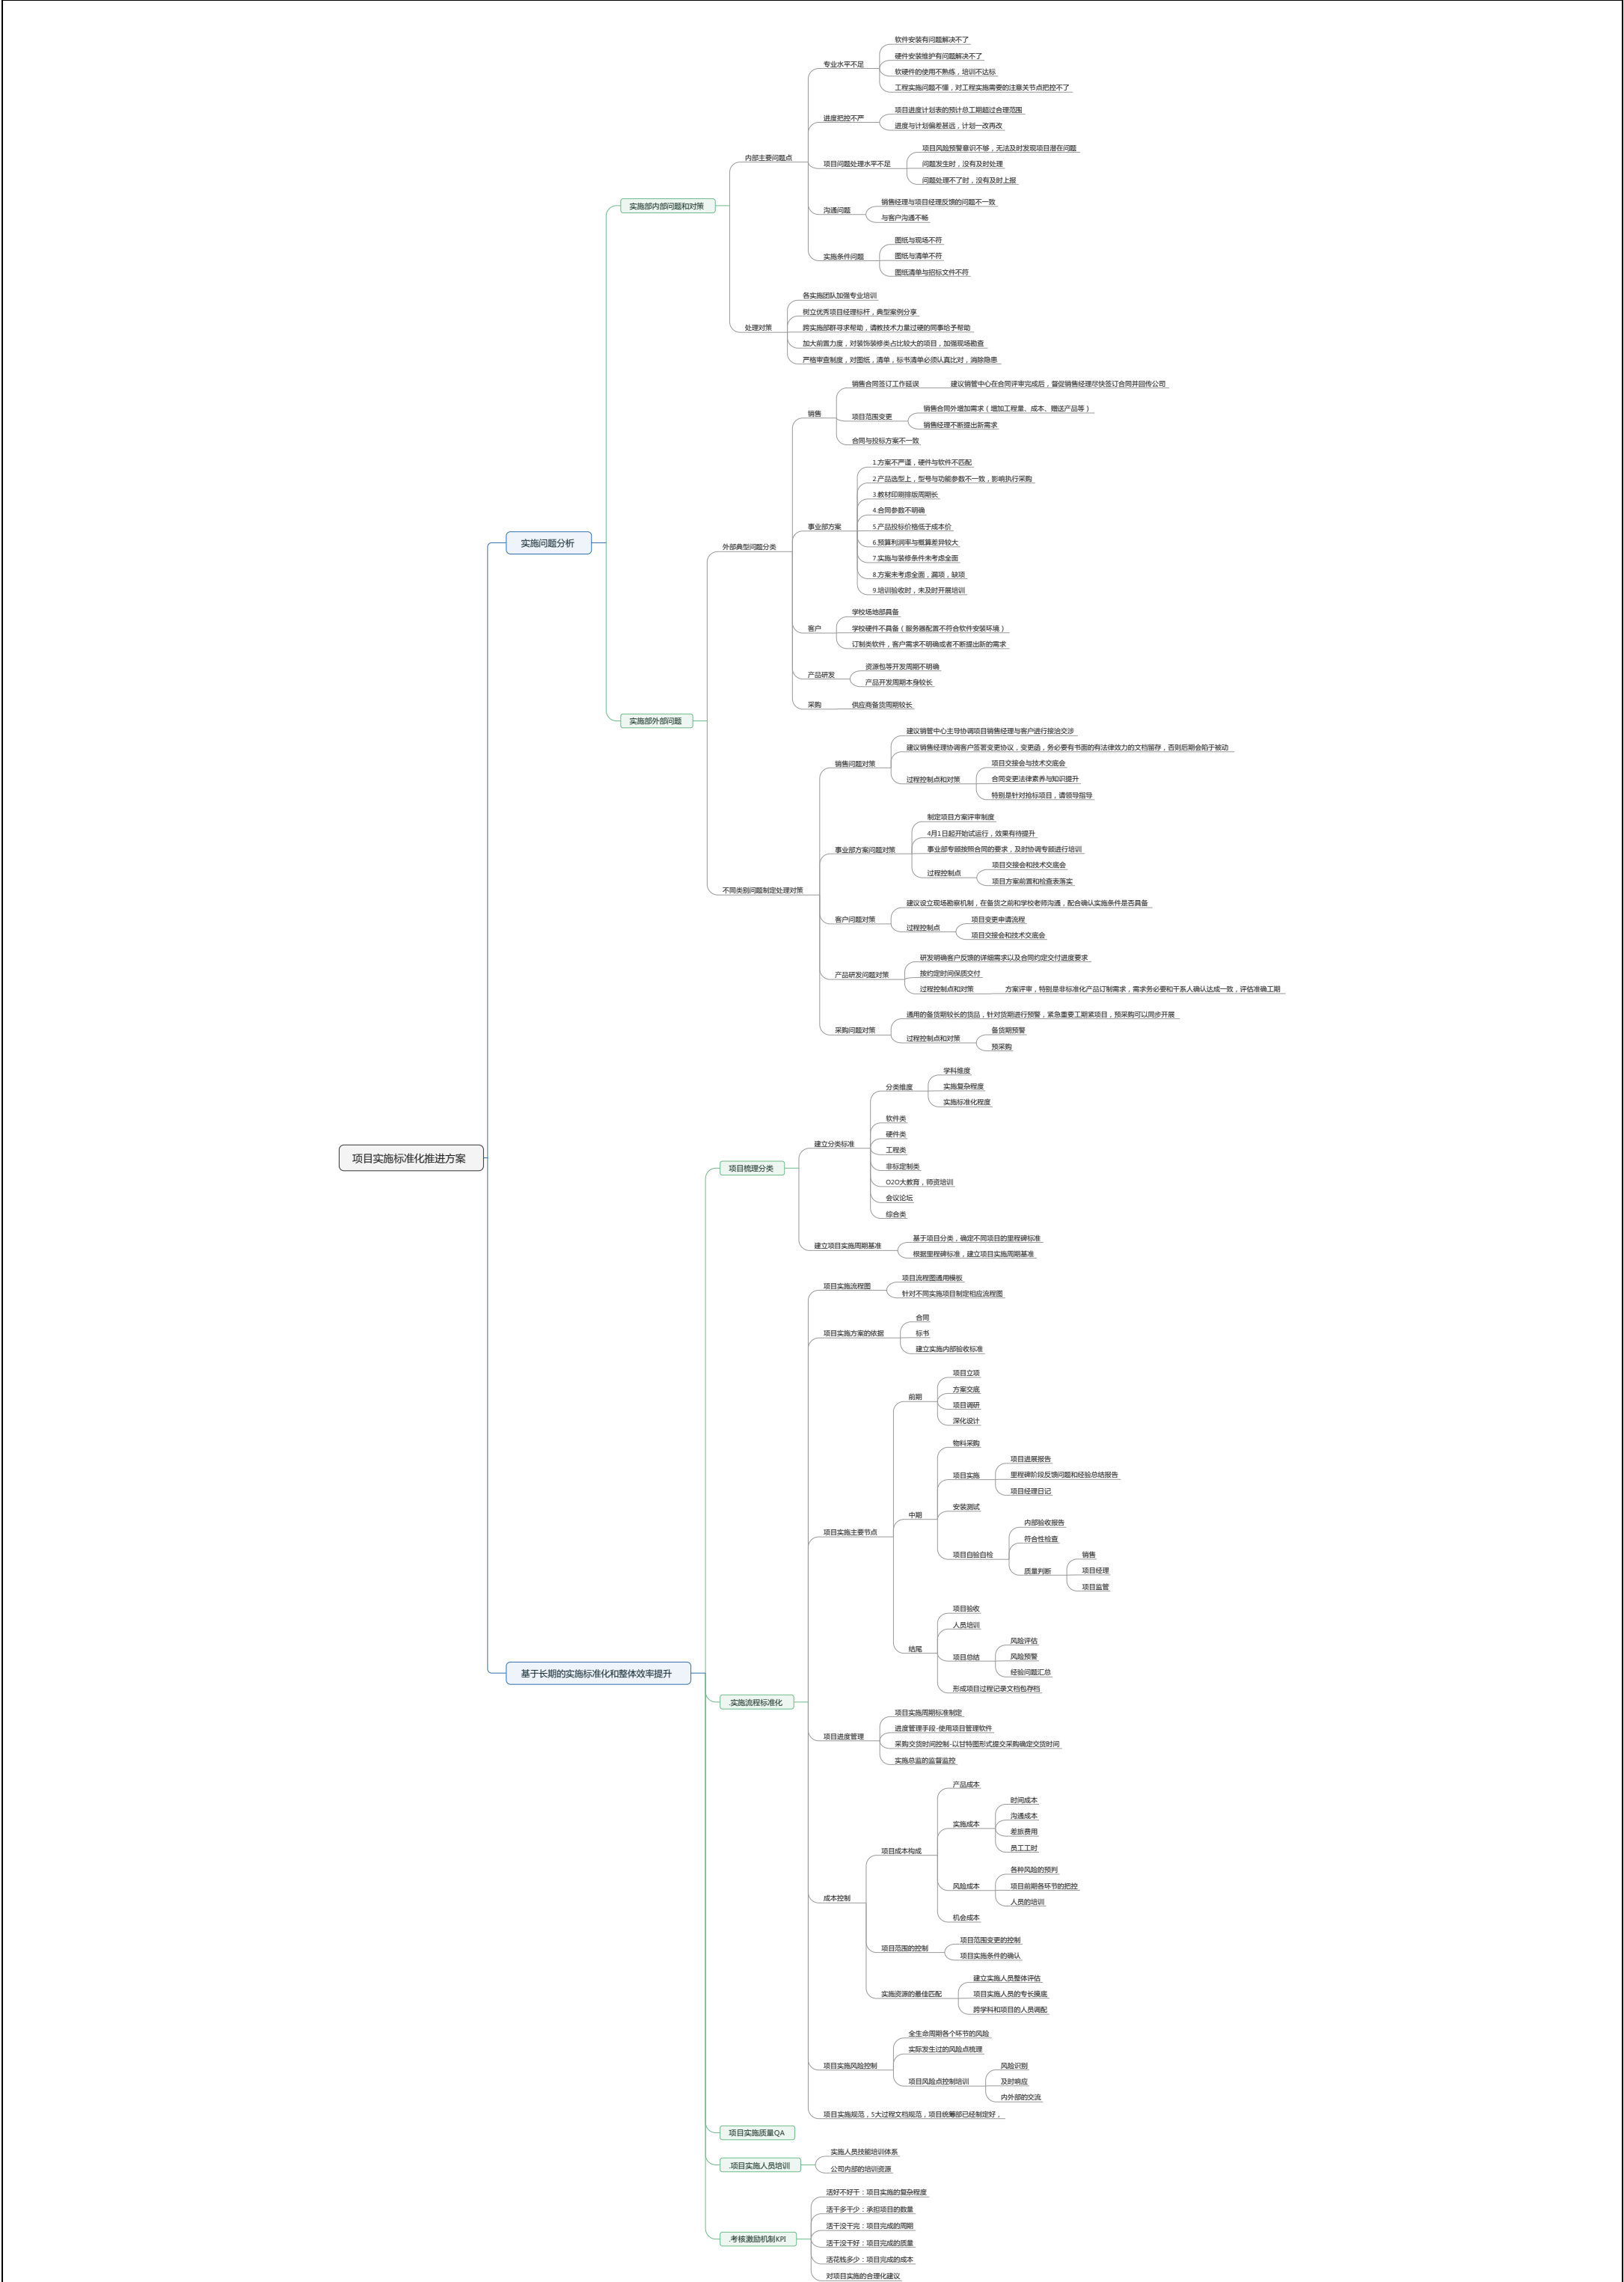 项目实施标准化推进方案
实施问题分析
实施部内部问题和对策
内部主要问题点
专业水平不足
软件安装有问题解决不了
硬件安装维护有问题解决不了
软硬件的使用不熟练，培训不达标
工程实施问题不懂，对工程实施需要的注意关节点把控不了
进度把控不严
项目进度计划表的预计总工期超过合理范围
进度与计划偏差甚远，计划一改再改
项目问题处理水平不足
项目风险预警意识不够，无法及时发现项目潜在问题
问题发生时，没有及时处理
问题处理不了时，没有及时上报
沟通问题
销售经理与项目经理反馈的问题不一致
与客户沟通不畅
实施条件问题
图纸与现场不符
图纸与清单不符
图纸清单与招标文件不符
处理对策
各实施团队加强专业培训
树立优秀项目经理标杆，典型案例分享
跨实施部群寻求帮助，请教技术力量过硬的同事给予帮助
加大前置力度，对装饰装修类占比较大的项目，加强现场勘查
严格审查制度，对图纸，清单，标书清单必须认真比对，消除隐患
实施部外部问题
外部典型问题分类
销售
销售合同签订工作延误
建议销管中心在合同评审完成后，督促销售经理尽快签订合同并回传公司
项目范围变更
销售合同外增加需求（增加工程量、成本、赠送产品等）
销售经理不断提出新需求
合同与投标方案不一致
事业部方案
1.方案不严谨，硬件与软件不匹配
2.产品选型上，型号与功能参数不一致，影响执行采购
3.教材印刷排版周期长
4.合同参数不明确
5.产品投标价格低于成本价
6.预算利润率与概算差异较大
7.实施与装修条件未考虑全面
8.方案未考虑全面，漏项，缺项
9.培训验收时，未及时开展培训
客户
学校场地部具备
学校硬件不具备（服务器配置不符合软件安装环境）
订制类软件，客户需求不明确或者不断提出新的需求
产品研发
资源包等开发周期不明确
产品开发周期本身较长
采购
供应商备货周期较长
不同类别问题制定处理对策
销售问题对策
建议销管中心主导协调项目销售经理与客户进行接洽交涉
建议销售经理协调客户签署变更协议，变更函，务必要有书面的有法律效力的文档留存，否则后期会陷于被动
过程控制点和对策
项目交接会与技术交底会
合同变更法律素养与知识提升
特别是针对抢标项目，请领导指导
事业部方案问题对策
制定项目方案评审制度
4月1日起开始试运行，效果有待提升
事业部专顾按照合同的要求，及时协调专顾进行培训
过程控制点
项目交接会和技术交底会
项目方案前置和检查表落实
客户问题对策
建议设立现场勘察机制，在备货之前和学校老师沟通，配合确认实施条件是否具备
过程控制点
项目变更申请流程
项目交接会和技术交底会
产品研发问题对策
研发明确客户反馈的详细需求以及合同约定交付进度要求
按约定时间保质交付
过程控制点和对策
方案评审，特别是非标准化产品订制需求，需求务必要和干系人确认达成一致，评估准确工期
采购问题对策
通用的备货期较长的货品，针对货期进行预警，紧急重要工期紧项目，预采购可以同步开展
过程控制点和对策
备货期预警
预采购
基于长期的实施标准化和整体效率提升
项目梳理分类
建立分类标准
分类维度
学科维度
实施复杂程度
实施标准化程度
软件类
硬件类
工程类
非标定制类
O2O大教育，师资培训
会议论坛
综合类
建立项目实施周期基准
基于项目分类，确定不同项目的里程碑标准
根据里程碑标准，建立项目实施周期基准
.实施流程标准化
项目实施流程图
项目流程图通用模板
针对不同实施项目制定相应流程图
项目实施方案的依据
合同
标书
建立实施内部验收标准
项目实施主要节点
前期
项目立项
方案交底
项目调研
深化设计
中期
物料采购
项目实施
项目进展报告
里程碑阶段反馈问题和经验总结报告
项目经理日记
安装测试
项目自验自检
内部验收报告
符合性检查
质量判断
销售
项目经理
项目监管
结尾
项目验收
人员培训
项目总结
风险评估
风险预警
经验问题汇总
形成项目过程记录文档包存档
项目进度管理
项目实施周期标准制定
进度管理手段-使用项目管理软件
采购交货时间控制-以甘特图形式提交采购确定交货时间
实施总监的监督监控
成本控制
项目成本构成
产品成本
实施成本
时间成本
沟通成本
差旅费用
员工工时
风险成本
各种风险的预判
项目前期各环节的把控
人员的培训
机会成本
项目范围的控制
项目范围变更的控制
项目实施条件的确认
实施资源的最佳匹配
建立实施人员整体评估
项目实施人员的专长摸底
跨学科和项目的人员调配
项目实施风险控制
全生命周期各个环节的风险
实际发生过的风险点梳理
项目风险点控制培训
风险识别
及时响应
内外部的交流
项目实施规范，5大过程文档规范，项目统筹部已经制定好，
项目实施质量QA
.项目实施人员培训
实施人员技能培训体系
公司内部的培训资源
.考核激励机制KPI
活好不好干：项目实施的复杂程度
活干多干少：承担项目的数量
活干没干完：项目完成的周期
活干没干好：项目完成的质量
活花钱多少：项目完成的成本
对项目实施的合理化建议